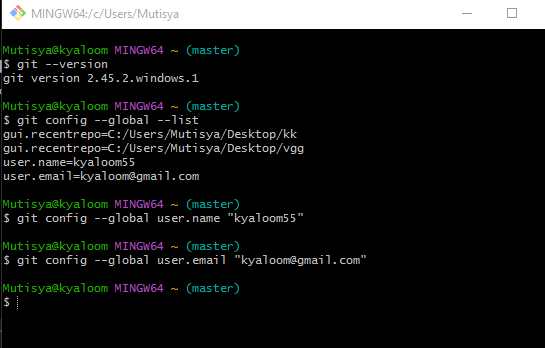 MINGW64:/c/Users/Mutisya
Mutisya@kyaloom MINGW64 ~ (master)
$ git --version
git version 2.45.2.windows.1
Mutisya@kyaloom MINGW64 ~ (master)
$ git config --global --list
gui.recentrepo=C:/Users/Mutisya/Desktop/kk
gui.recentrepo=C:/Users/Mutisya/Desktop/vgg
user.name=kyaloom55
user.email=kyaloom@gmail.com
Mutisya@kyaloom MINGW64 ~ (master)
$ git config --global user.name "kyaloom55"
Mutisya@kyaloom MINGW64 ~ (master)
$ git config --global user.email "kyaloom@gmail.com"
Mutisya@kyaloom MINGW64 ~ (master)
$